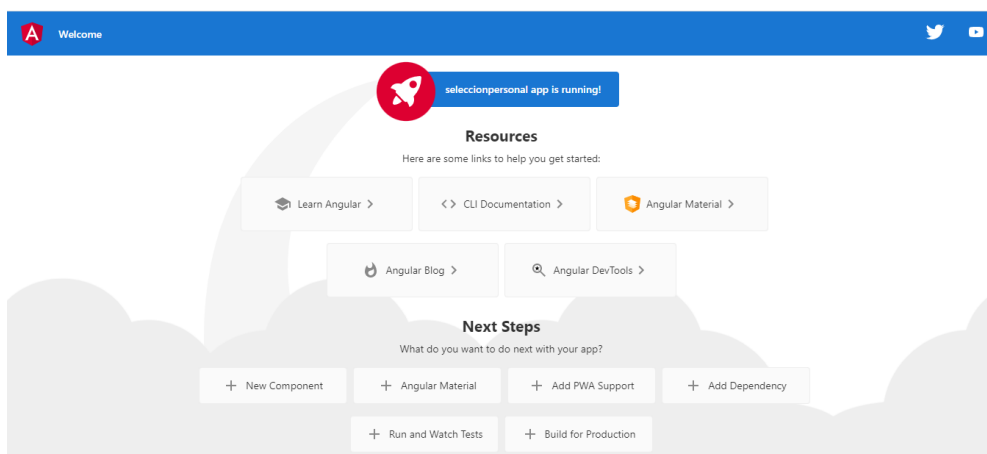 A
Welcome
seleccionpersonal app is running!
Resources
Here are some links to help you get started:
Learn Angular
CLI Documentation
Angular Material
Angular Blog
Angular DevTools
Next Steps
What do you want to do next with your app?
New Component
Angular Material
Add PWA Support
Add Dependency
Run and Watch Tests
Build for Production